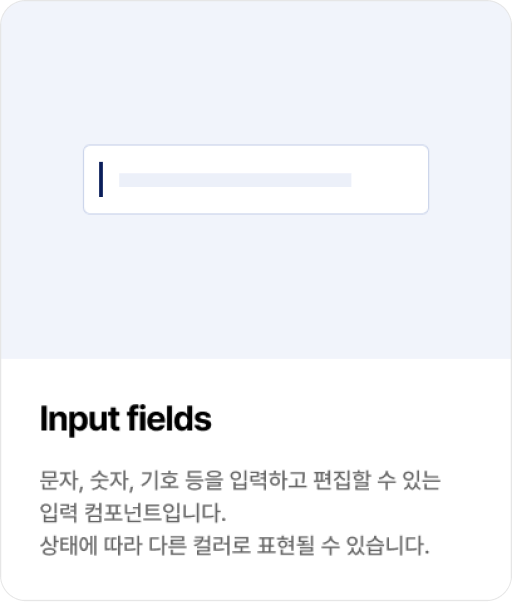 Input fields
문자, 숫자, 기호 등을 입력하고 편집할 수 있는
입력 컴포넌트입니다.
상태에 따라 다른 컬러로 표현될 수 있습니다.